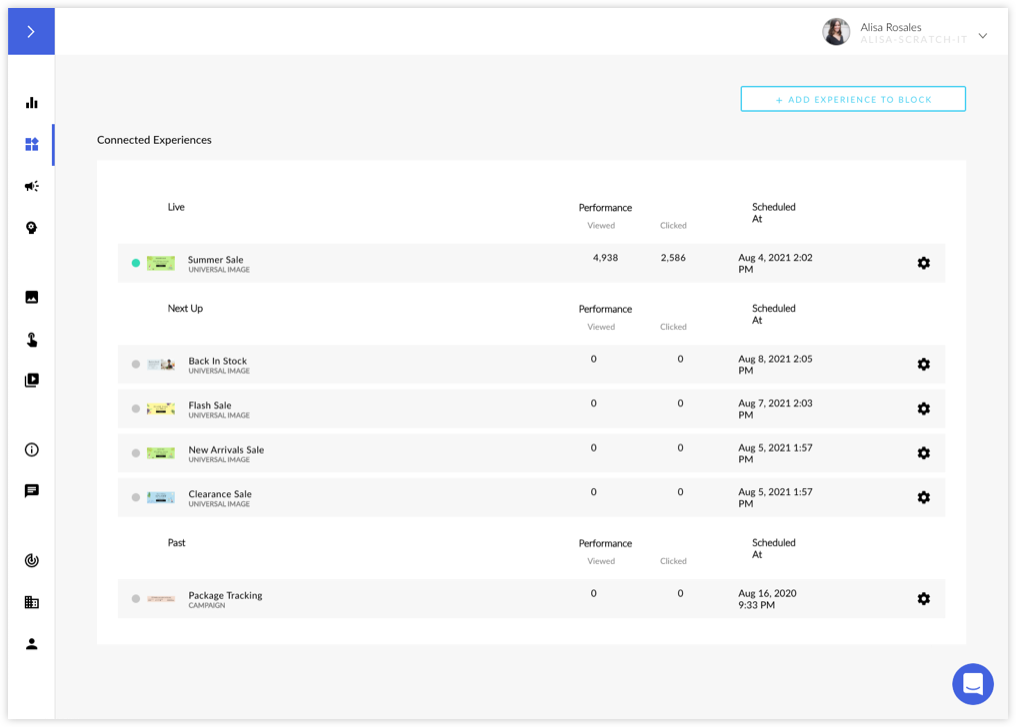 Alisa Rosales
ALISA-SCRATCH-IT
+ ADD EXPERIENCE TO BLOCK
Connected Experiences
Live
Performance
Scheduled
At
Viewed
Clicked
Summer Sale
UNIVERSAL IMAGE
4,938
2,586
Aug 4, 2021 2:02
PM
Next Up
Performance
Scheduled
At
Viewed
Clicked
Back In Stock
UNIVERSAL IMAGE
0
0
Aug 8, 2021 2:05
PM
Flash Sale
UNIVERSAL IMAGE
0
0
Aug 7, 2021 2:03
PM
New Arrivals Sale
UNIVERSAL IMAGE
0
0
Aug 5, 2021 1:57
PM
Clearance Sale
UNIVERSAL IMAGE
0
0
Aug 5, 2021 1:57
PM
Past
Performance
Scheduled
At
Viewed
Clicked
Package Tracking
CAMPAIGN
0
0
Aug 16, 2020
9:33 PM